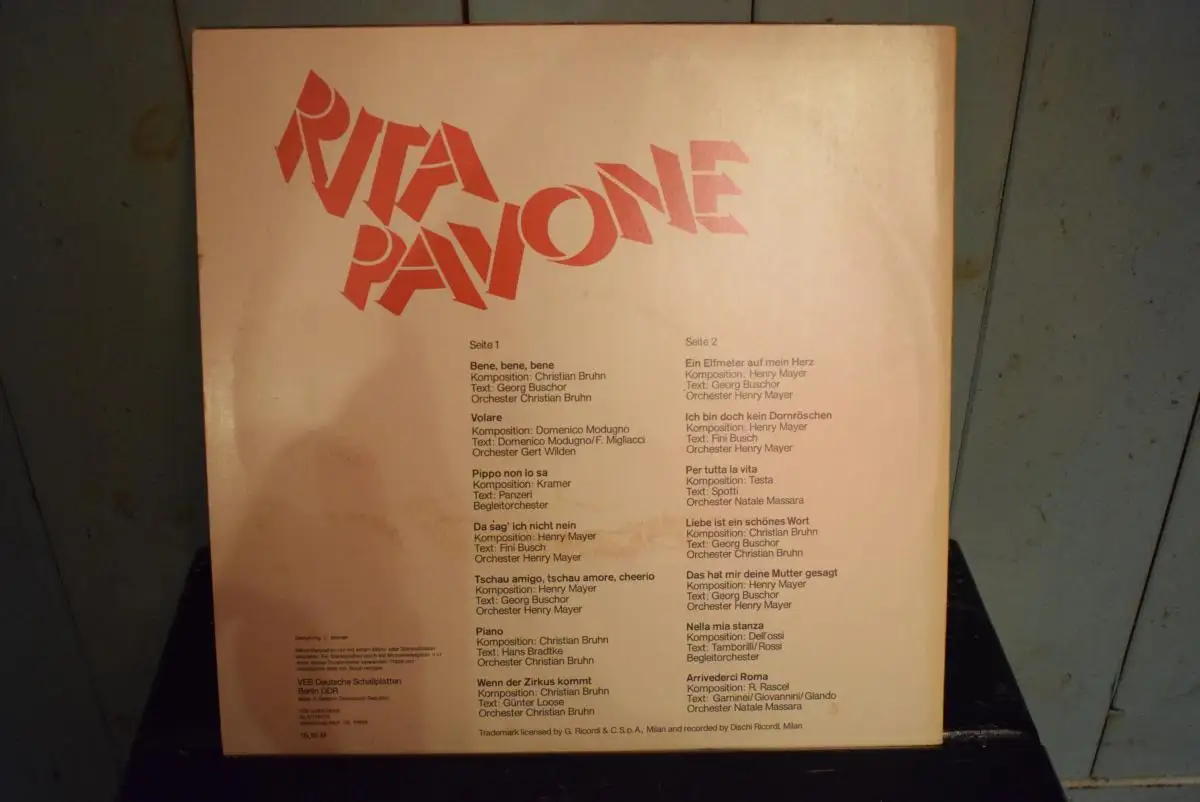 RITA
PAVONE
Seite 1
Bene, bene, bene
Komposition: Christian Bruhn
Text: Georg Buschor
Orchester Christian Bruhn
Volare
Komposition: Domenico Modugno
Text: Domenico Modugno/F. Migliacci
Orchester Gert Wilden
Pippo non lo sa
Komposition: Kramer
Text: Panzeri
Begleitorchester
Da sag' ich nicht nein
Komposition: Henry Mayer
Text: Fini Busch
Orchester Henry Mayer
Tschau amigo, tschau amore, cheerio
Komposition: Henry Mayer
Text: Georg Buschor
Orchester Henry Mayer
Piano
Komposition: Christian Bruhn
Text: Hans Bradtke
Orchester Christian Bruhn
Wenn der Zirkus kommt
Komposition: Christian Bruhn
Text: Günter Loose
Orchester Christian Bruhn
Seite 2
Ein Elfmeter auf mein Herz
Komposition: Henry Mayer
Text: Georg Buschor
Orchester Henry Mayer
Ich bin doch kein Dornröschen
Komposition: Henry Mayer
Text: Fini Busch
Orchester Henry Mayer
Per tutta la vita
Komposition: Testa
Text: Spotti
Orchester Natale Massara
Liebe ist ein schönes Wort
Komposition: Christian Bruhn
Text: Georg Buschor
Orchester Christian Bruhn
Das hat mir deine Mutter gesagt
Komposition: Henry Mayer
Text: Georg Buschor
Orchester Henry Mayer
Nella mia stanza
Komposition: Dell'ossi
Text: Tamborilli/Rossi
Begleitorchester
Arrivederci Roma
Komposition: R. Rascel
Text: Garninei/Giovannini/Glando
Orchester Natale Massara
VEB Deutsche Schallplatten
Berlin DDR
16,10 M
Trademark licensed by G. Ricordi & C.S.p.A., Milan and recorded by Dischi Ricordi, Milan